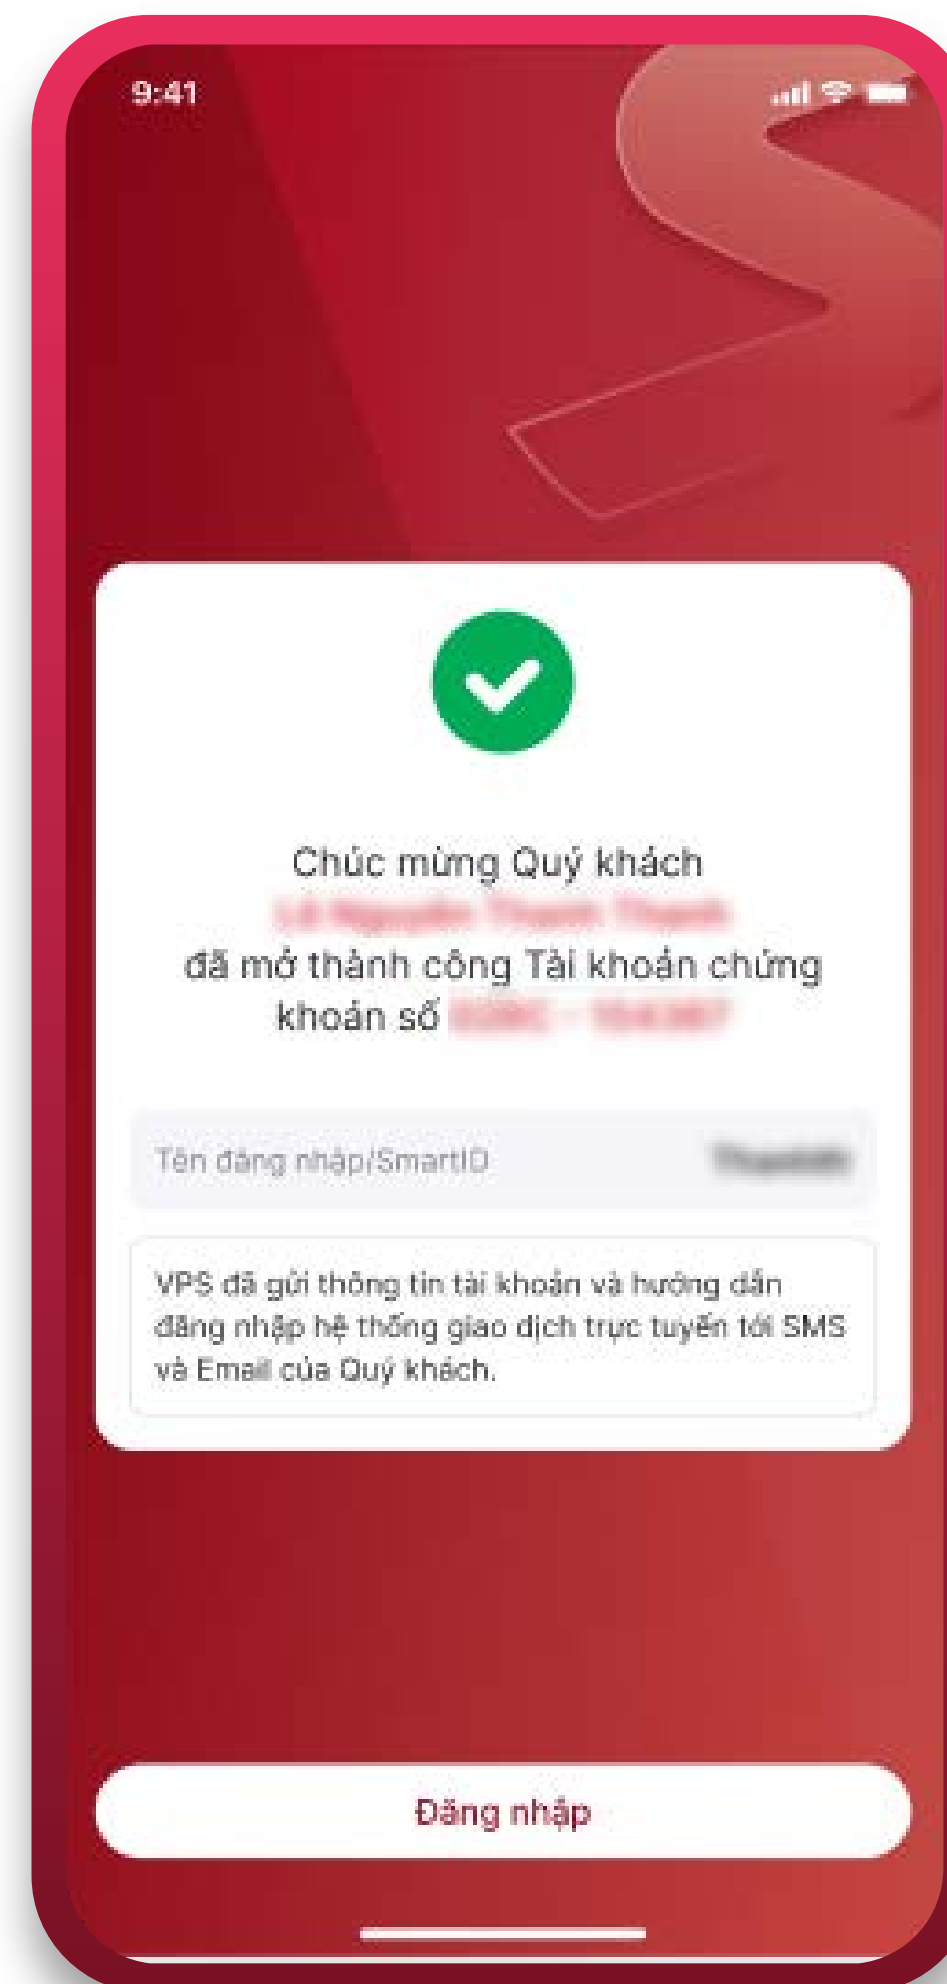 9:41
Chúc mừng Quý khách
đã mở thành công Tài khoản chứng
khoán số
Tên đăng nhập/SmartID
VPS đã gửi thông tin tài khoản và hướng dẫn
đăng nhập hệ thống giao dịch trực tuyến tới SMS
và Email của Quý khách.
Đăng nhập